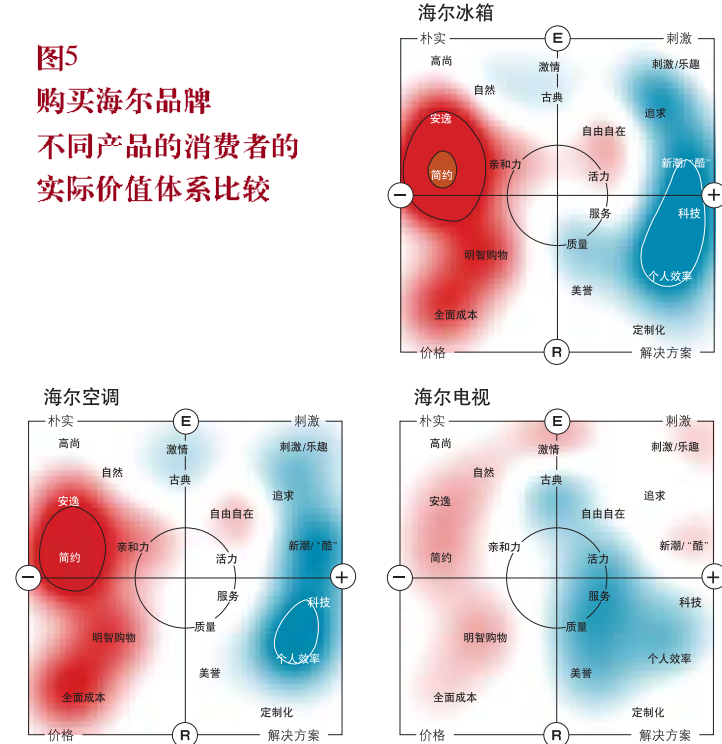 图5
购买海尔品牌
不同产品的消费者的
实际价值体系比较
海尔冰箱
朴实 E 刺激
高尚 激情 刺激/乐趣
自然 古典
安逸 追求
自由自在
亲和力 新潮/“酷”
简约 活力
− +
服务 科技
质量
明智购物
个人效率
美誉
全面成本
定制化
价格 R 解决方案
海尔空调
朴实 E 刺激
高尚 激情 刺激/乐趣
自然 古典
安逸 追求
自由自在
亲和力 新潮/“酷”
简约 活力
− +
服务 科技
质量
明智购物
个人效率
美誉
全面成本
定制化
价格 R 解决方案
海尔电视
朴实 E 刺激
高尚 激情 刺激/乐趣
自然 古典
安逸 追求
自由自在
亲和力 新潮/“酷”
简约 活力
− +
服务 科技
质量
明智购物
个人效率
美誉
全面成本
定制化
价格 R 解决方案